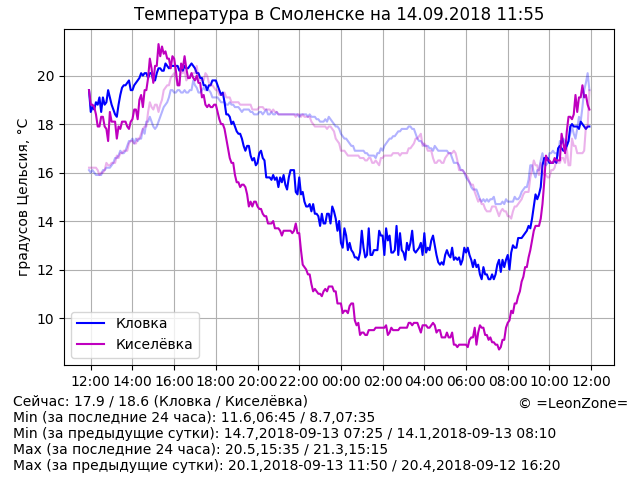 Температура в Смоленске на 14.09.2018 11:55
градусов Цельсия, °C
20
18
16
14
12
10
Кловка
Киселёвка
12:00 14:00 16:00 18:00 20:00 22:00 00:00 02:00 04:00 06:00 08:00 10:00 12:00
Сейчас: 17.9 / 18.6 (Кловка / Киселёвка)
© =LeonZone=
Min (за последние 24 часа): 11.6,06:45 / 8.7,07:35
Min (за предыдущие сутки): 14.7,2018-09-13 07:25 / 14.1,2018-09-13 08:10
Max (за последние 24 часа): 20.5,15:35 / 21.3,15:15
Max (за предыдущие сутки): 20.1,2018-09-13 11:50 / 20.4,2018-09-12 16:20